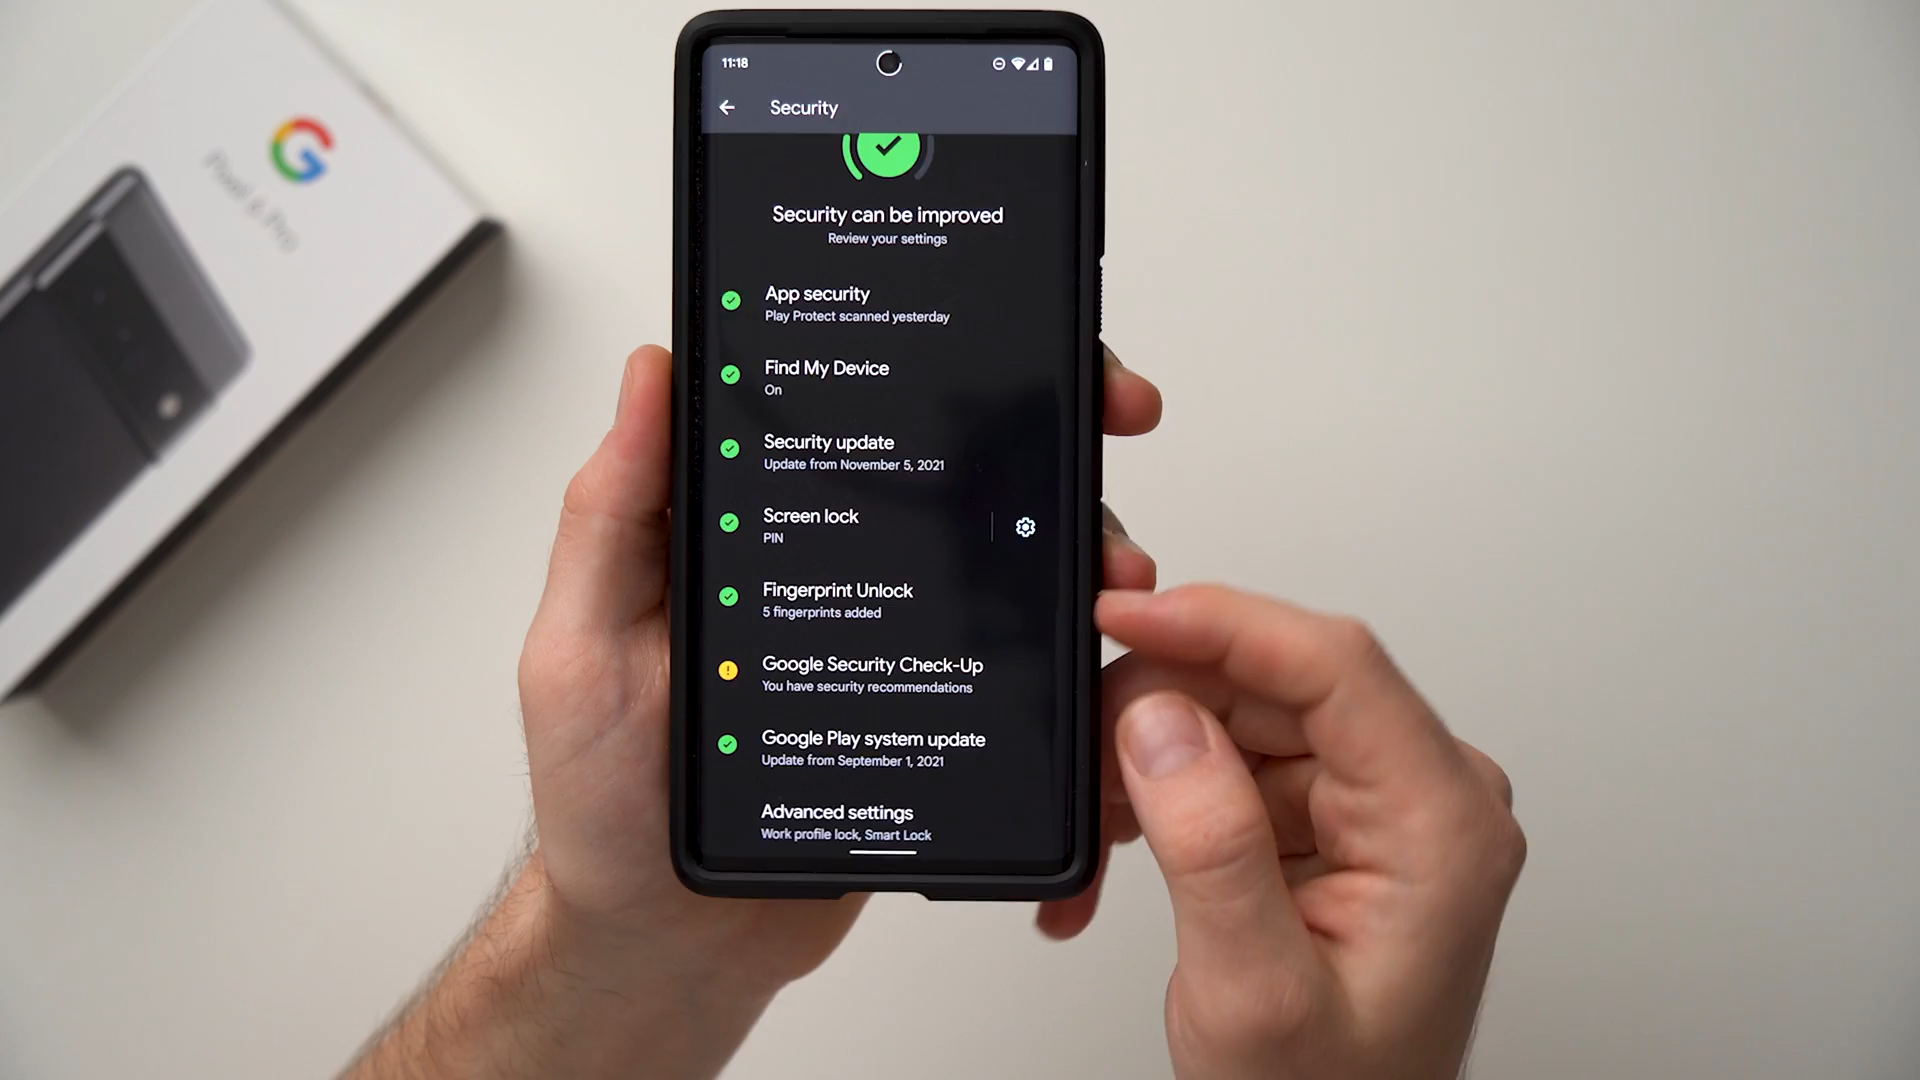 11:18
Security
Security can be improved
Review your settings
App security
Play Protect scanned yesterday
Find My Device
On
Security update
Update from November 5, 2021
Screen lock
PIN
Fingerprint Unlock
5 fingerprints added
Google Security Check-Up
You have security recommendations
Google Play system update
Update from September 1, 2021
Advanced settings
Work profile lock, Smart Lock
G
Pixel 6 Pro